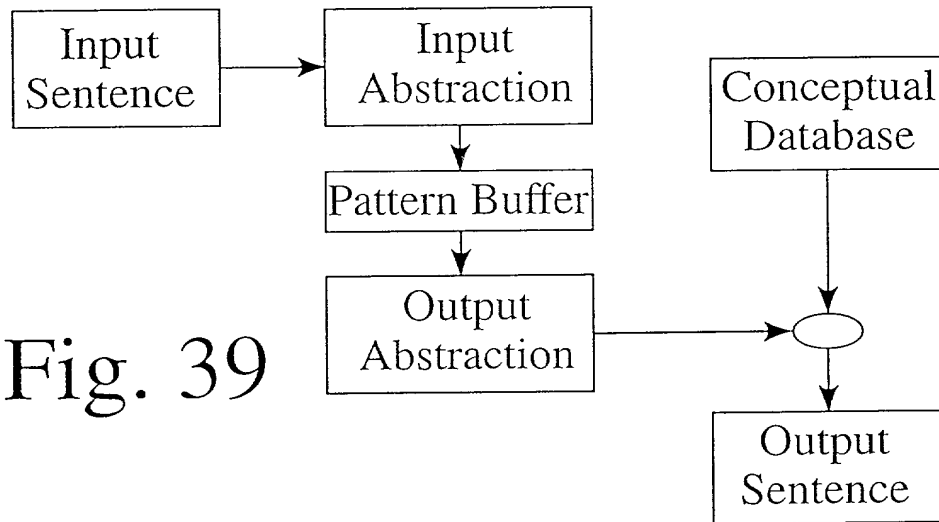 Input
Sentence
Input
Abstraction
Conceptual
Database
Pattern Buffer
Output
Abstraction
Fig. 39
Output
Sentence